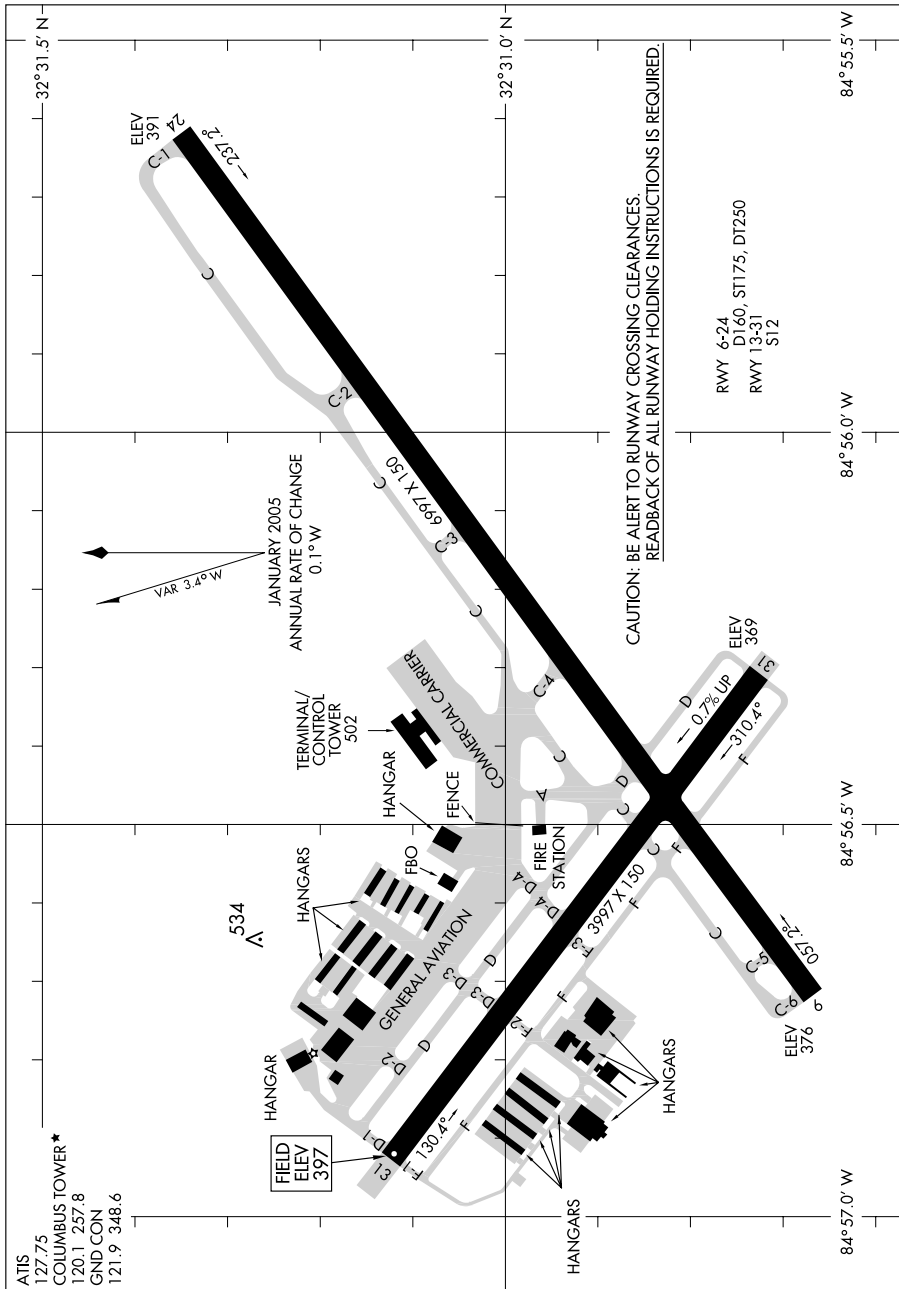 ATIS
127.75
COLUMBUS TOWER★
120.1 257.8
GND CON
121.9 348.6
32°31.5' N
32°31.0' N
84°55.5' W
84°56.0' W
84°56.5' W
84°57.0' W
JANUARY 2005
ANNUAL RATE OF CHANGE
0.1° W
VAR 3.4° W
ELEV
391
24
237.2°
C-1
C
C-2
C
6997 X 150
C-3
C
C-4
C
TERMINAL/
CONTROL
TOWER
502
COMMERCIAL CARRIER
HANGAR
FENCE
FBO
HANGARS
534
GENERAL AVIATION
HANGAR
FIELD
ELEV
397
13
130.4°
D-1
D-2
D
D-3
D-3
D
D-4
D-4
A
FIRE
STATION
D
C
C
F
3997 X 150
F
F-3
F
F-2
F
F-1
HANGARS
HANGARS
D
0.7% UP
310.4°
F
31
ELEV
369
C
C-5
C-6
057.2°
6
ELEV
376
CAUTION: BE ALERT TO RUNWAY CROSSING CLEARANCES.
READBACK OF ALL RUNWAY HOLDING INSTRUCTIONS IS REQUIRED.
RWY 6-24
D160, ST175, DT250
RWY 13-31
S12